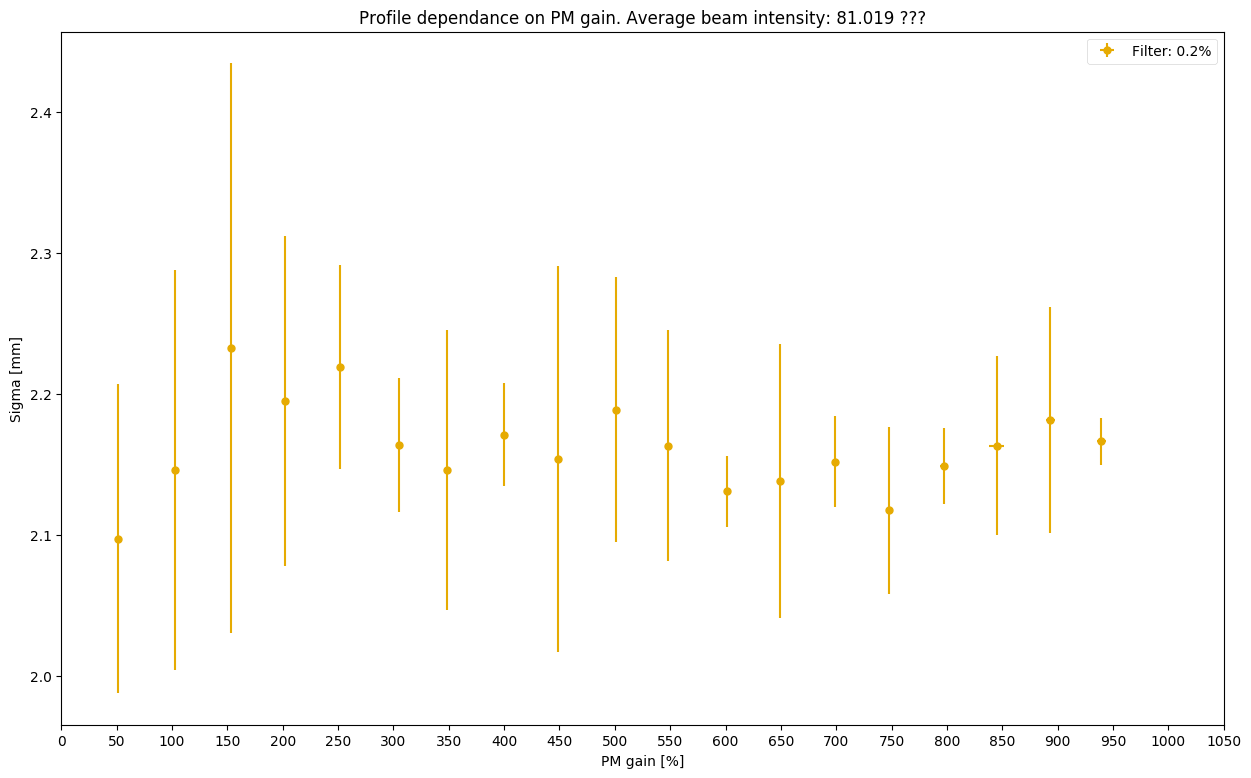 Profile dependance on PM gain. Average beam intensity: 81.019 ???
Filter: 0.2%
Sigma [mm]
2.4
2.3
2.2
2.1
2.0
0 50 100 150 200 250 300 350 400 450 500 550 600 650 700 750 800 850 900 950 1000 1050
PM gain [%]